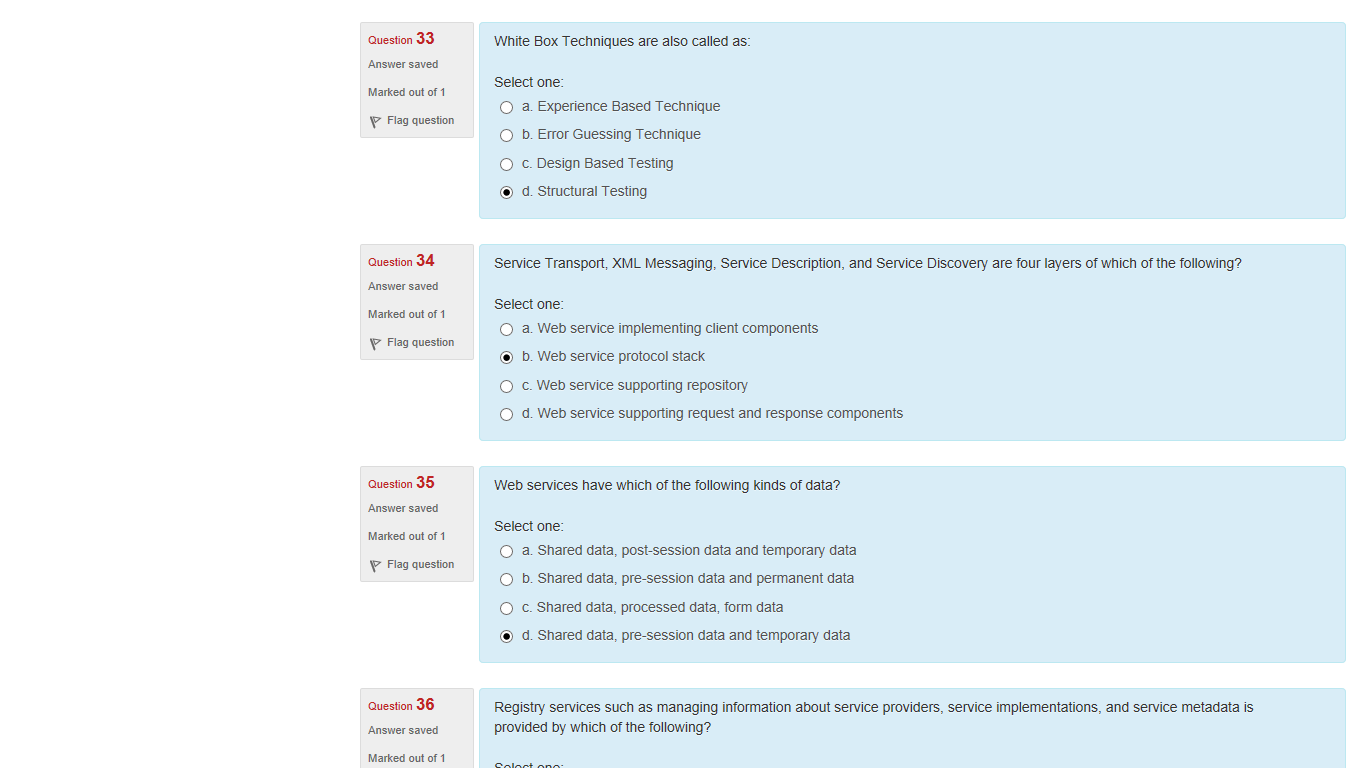 Question 33
Answer saved
Marked out of 1
Flag question
White Box Techniques are also called as:
Select one:
a. Experience Based Technique
b. Error Guessing Technique
c. Design Based Testing
d. Structural Testing
Question 34
Answer saved
Marked out of 1
Flag question
Service Transport, XML Messaging, Service Description, and Service Discovery are four layers of which of the following?
Select one:
a. Web service implementing client components
b. Web service protocol stack
c. Web service supporting repository
d. Web service supporting request and response components
Question 35
Answer saved
Marked out of 1
Flag question
Web services have which of the following kinds of data?
Select one:
a. Shared data, post-session data and temporary data
b. Shared data, pre-session data and permanent data
c. Shared data, processed data, form data
d. Shared data, pre-session data and temporary data
Question 36
Answer saved
Marked out of 1
Registry services such as managing information about service providers, service implementations, and service metadata is
provided by which of the following?
Select one: